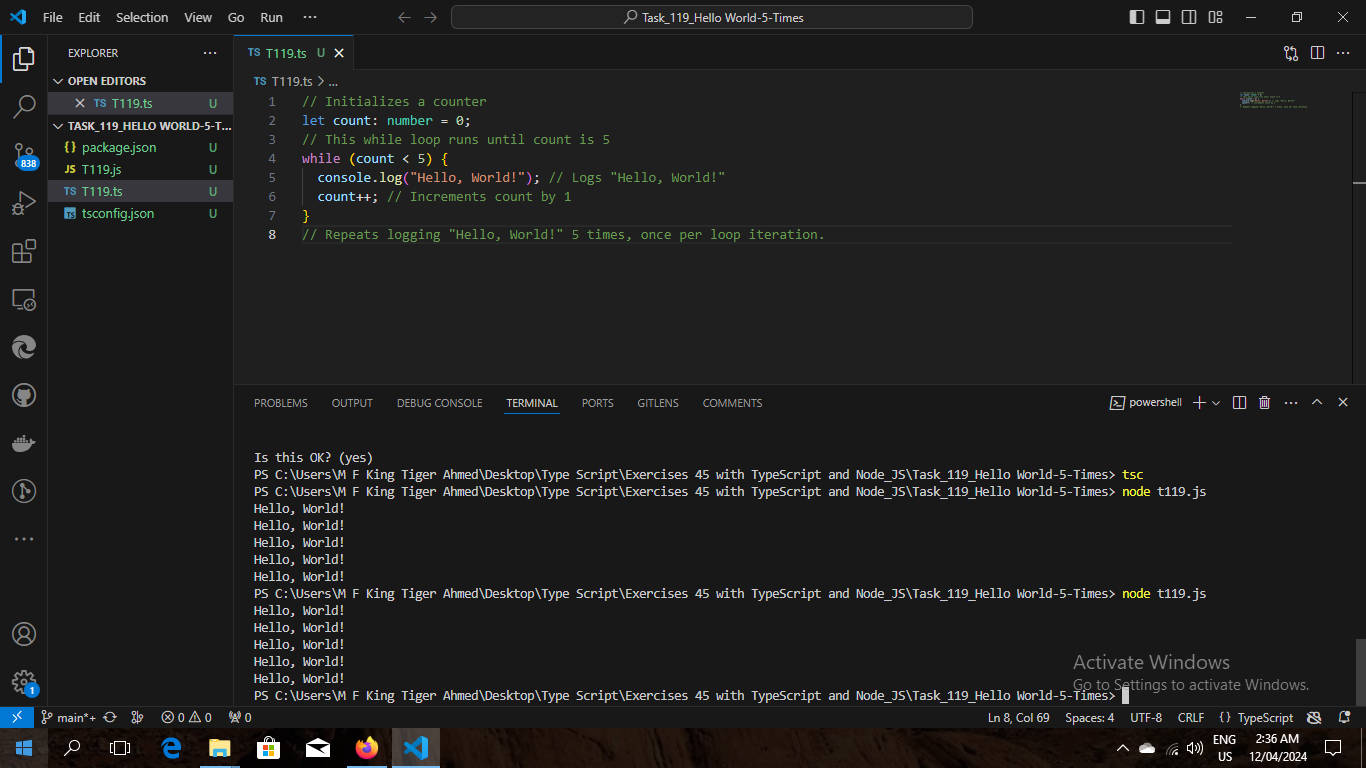 File Edit Selection View Go Run ··· Task_119_Hello World-5-Times
EXPLORER ···
OPEN EDITORS
TS T119.ts U
TASK_119_HELLO WORLD-5-T...
{} package.json U
JS T119.js U
TS T119.ts U
TS tsconfig.json U
838
1
TS T119.ts U
TS T119.ts > ...
1 // Initializes a counter
2 let count: number = 0;
3 // This while loop runs until count is 5
4 while (count < 5) {
5 console.log("Hello, World!"); // Logs "Hello, World!"
6 count++; // Increments count by 1
7 }
8 // Repeats logging "Hello, World!" 5 times, once per loop iteration.
PROBLEMS OUTPUT DEBUG CONSOLE TERMINAL PORTS GITLENS COMMENTS powershell
Is this OK? (yes)
PS C:\Users\M F King Tiger Ahmed\Desktop\Type Script\Exercises 45 with TypeScript and Node_JS\Task_119_Hello World-5-Times> tsc
PS C:\Users\M F King Tiger Ahmed\Desktop\Type Script\Exercises 45 with TypeScript and Node_JS\Task_119_Hello World-5-Times> node t119.js
Hello, World!
Hello, World!
Hello, World!
Hello, World!
Hello, World!
PS C:\Users\M F King Tiger Ahmed\Desktop\Type Script\Exercises 45 with TypeScript and Node_JS\Task_119_Hello World-5-Times> node t119.js
Hello, World!
Hello, World!
Hello, World!
Hello, World!
Hello, World!
PS C:\Users\M F King Tiger Ahmed\Desktop\Type Script\Exercises 45 with TypeScript and Node_JS\Task_119_Hello World-5-Times>
Activate Windows
Go to Settings to activate Windows.
main*+ 0 0 0 Ln 8, Col 69 Spaces: 4 UTF-8 CRLF {} TypeScript
ENG
US
2:36 AM
12/04/2024